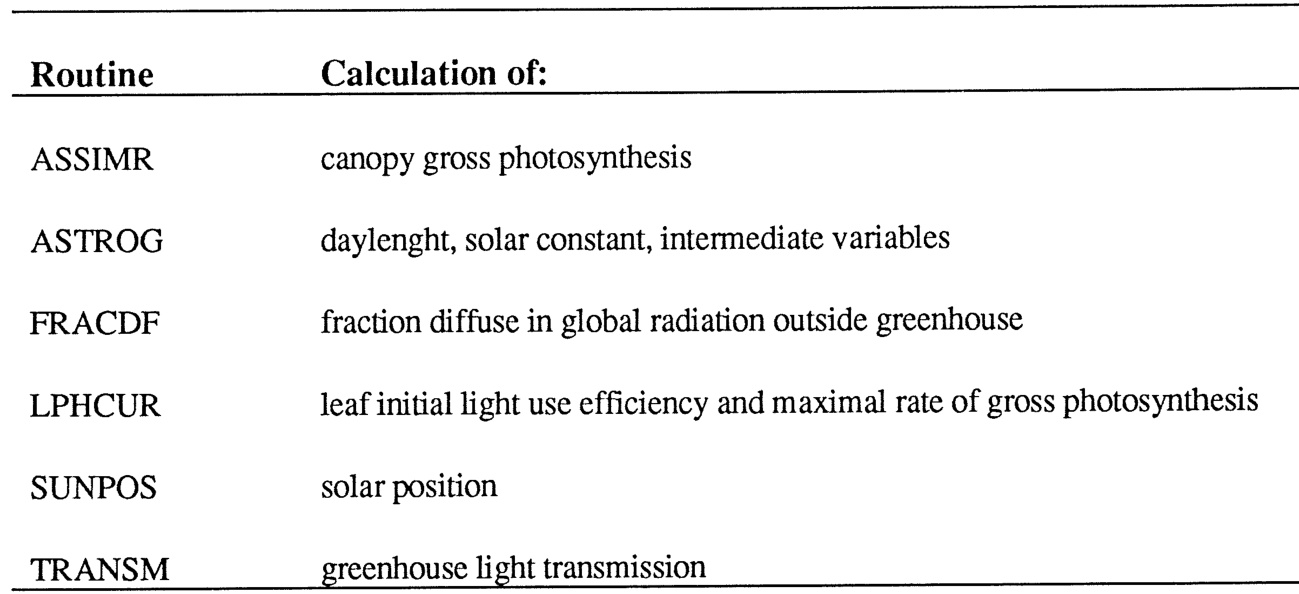 Routine Calculation of:
ASSIMR canopy gross photosynthesis
ASTROG daylenght, solar constant, intermediate variables
FRACDF fraction diffuse in global radiation outside greenhouse
LPHCUR leaf initial light use efficiency and maximal rate of gross photosynthesis
SUNPOS solar position
TRANSM greenhouse light transmission